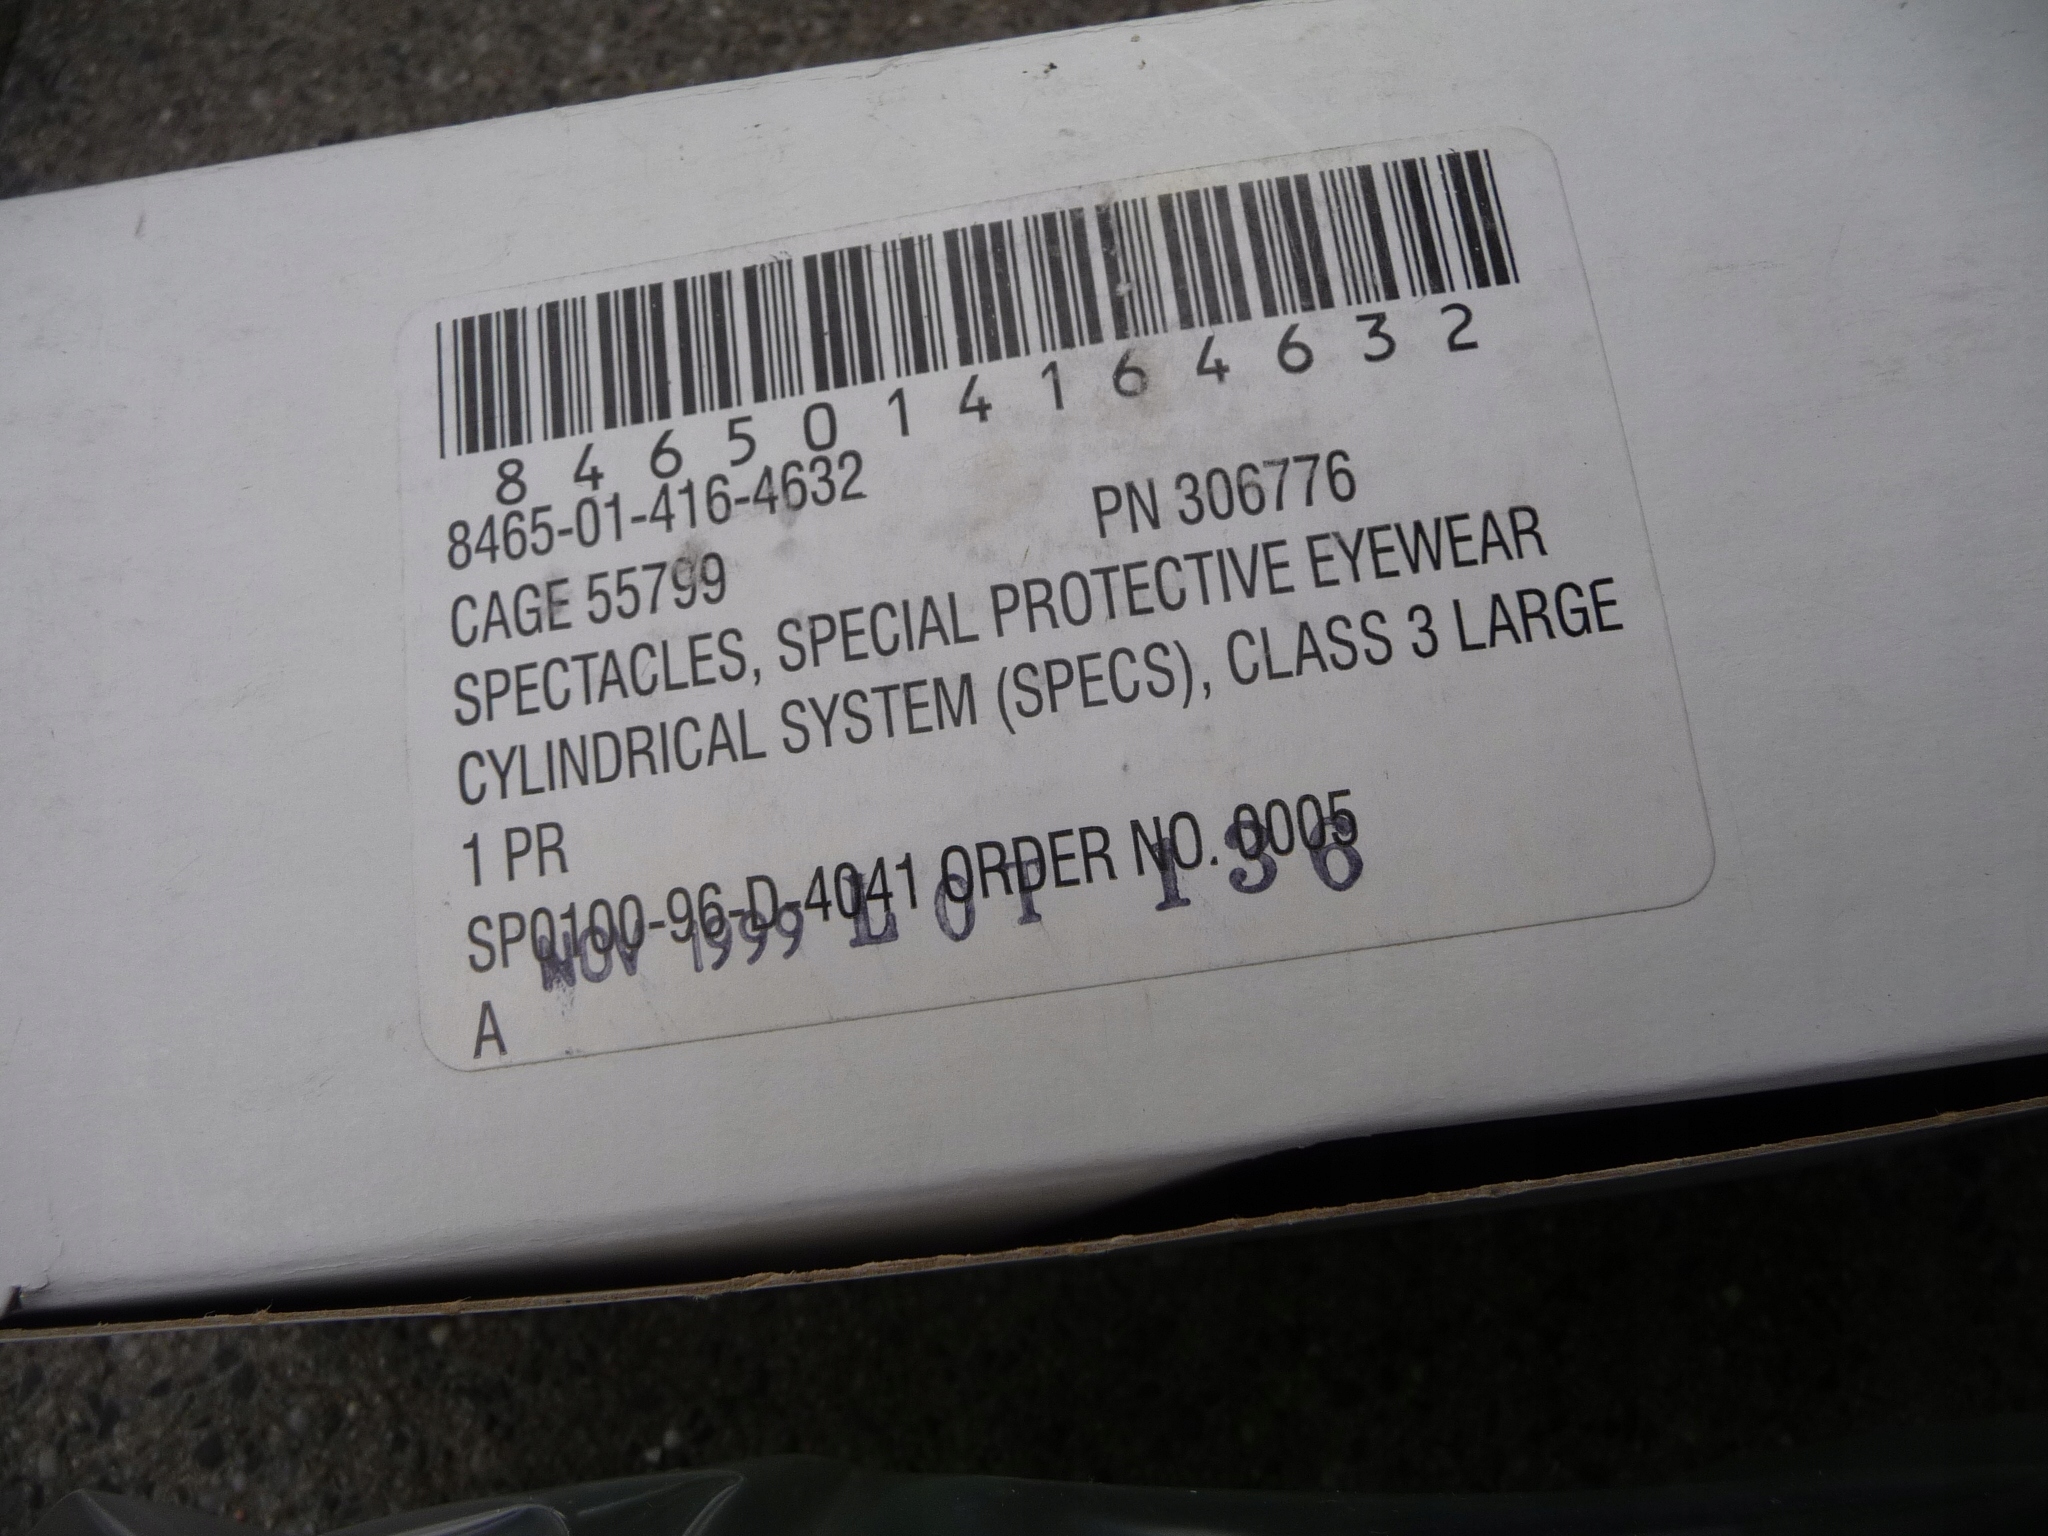 8465014164632
8465-01-416-4632 PN 306776
CAGE 55799
SPECTACLES, SPECIAL PROTECTIVE EYEWEAR
CYLINDRICAL SYSTEM (SPECS), CLASS 3 LARGE
1 PR
SP0100-96-D-4041 ORDER NO. 0005
NOV 1999 LOT 136
A